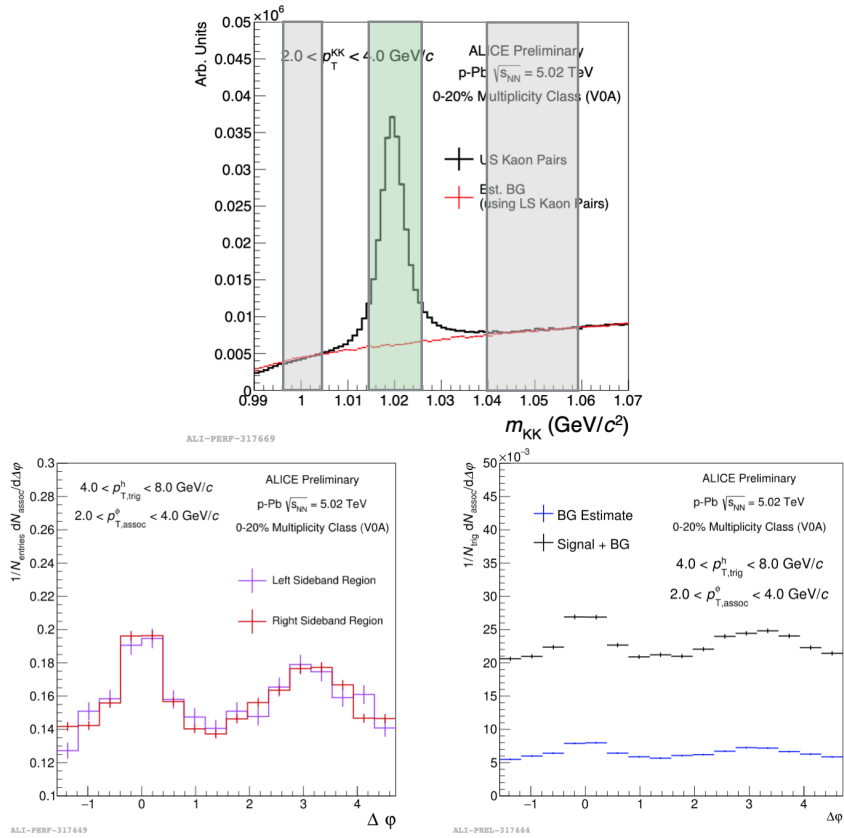 ×10⁶
Arb. Units
0.05
0.045
0.04
0.035
0.03
0.025
0.02
0.015
0.01
0.005
0
2.0 < p_T^KK < 4.0 GeV/c
ALICE Preliminary
p-Pb √s_NN = 5.02 TeV
0-20% Multiplicity Class (V0A)
US Kaon Pairs
Est. BG
(using LS Kaon Pairs)
0.99 1 1.01 1.02 1.03 1.04 1.05 1.06 1.07
m_KK (GeV/c²)
ALI-PERF-317669
1/N_entries dN_assoc/dΔφ
0.3
0.28
0.26
0.24
0.22
0.2
0.18
0.16
0.14
0.12
0.1
4.0 < p_T,trig^h < 8.0 GeV/c
2.0 < p_T,assoc^ϕ < 4.0 GeV/c
ALICE Preliminary
p-Pb √s_NN = 5.02 TeV
0-20% Multiplicity Class (V0A)
Left Sideband Region
Right Sideband Region
−1 0 1 2 3 4
Δ φ
ALI-PERF-317449
×10⁻³
1/N_trig dN_assoc/dΔφ
50
45
40
35
30
25
20
15
10
5
0
ALICE Preliminary
p-Pb √s_NN = 5.02 TeV
0-20% Multiplicity Class (V0A)
BG Estimate
Signal + BG
4.0 < p_T,trig^h < 8.0 GeV/c
2.0 < p_T,assoc^ϕ < 4.0 GeV/c
−1 0 1 2 3 4
Δφ
ALI-PREL-317444